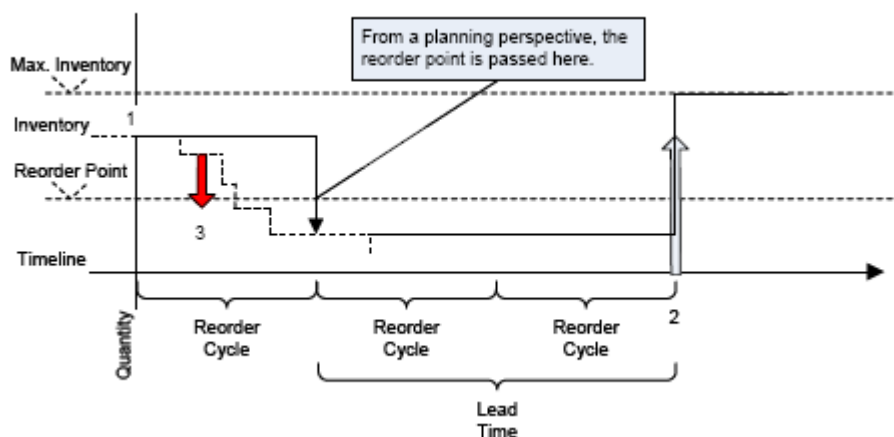 From a planning perspective, the
reorder point is passed here.
Max. Inventory
1
Inventory
Reorder Point
3
Timeline
Quantity
Reorder
Cycle
Reorder
Cycle
Reorder
Cycle
2
Lead
Time